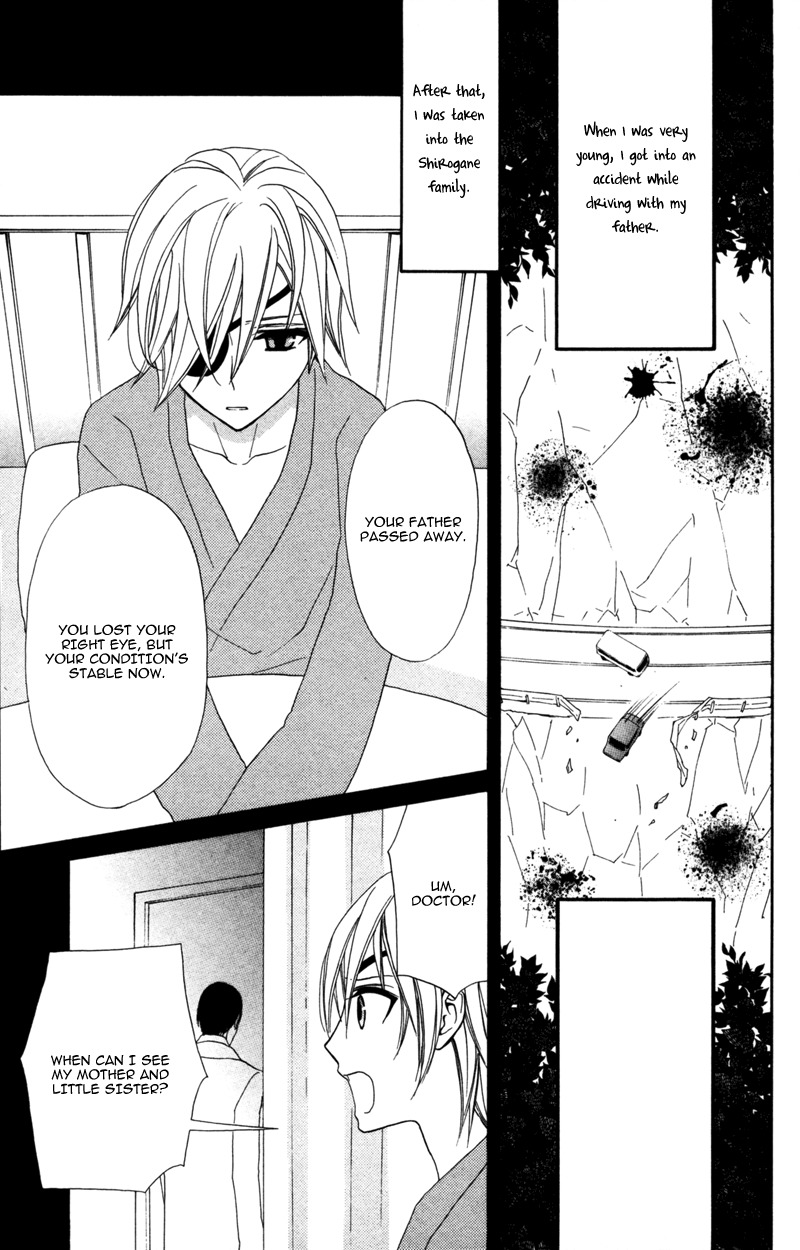 When I was very
young, I got into an
accident while
driving with my
father.
After that,
I was taken
into the
Shirogane
family.
YOUR FATHER
PASSED AWAY.
YOU LOST YOUR
RIGHT EYE, BUT
YOUR CONDITION'S
STABLE NOW.
UM,
DOCTOR!
WHEN CAN I SEE
MY MOTHER AND
LITTLE SISTER?